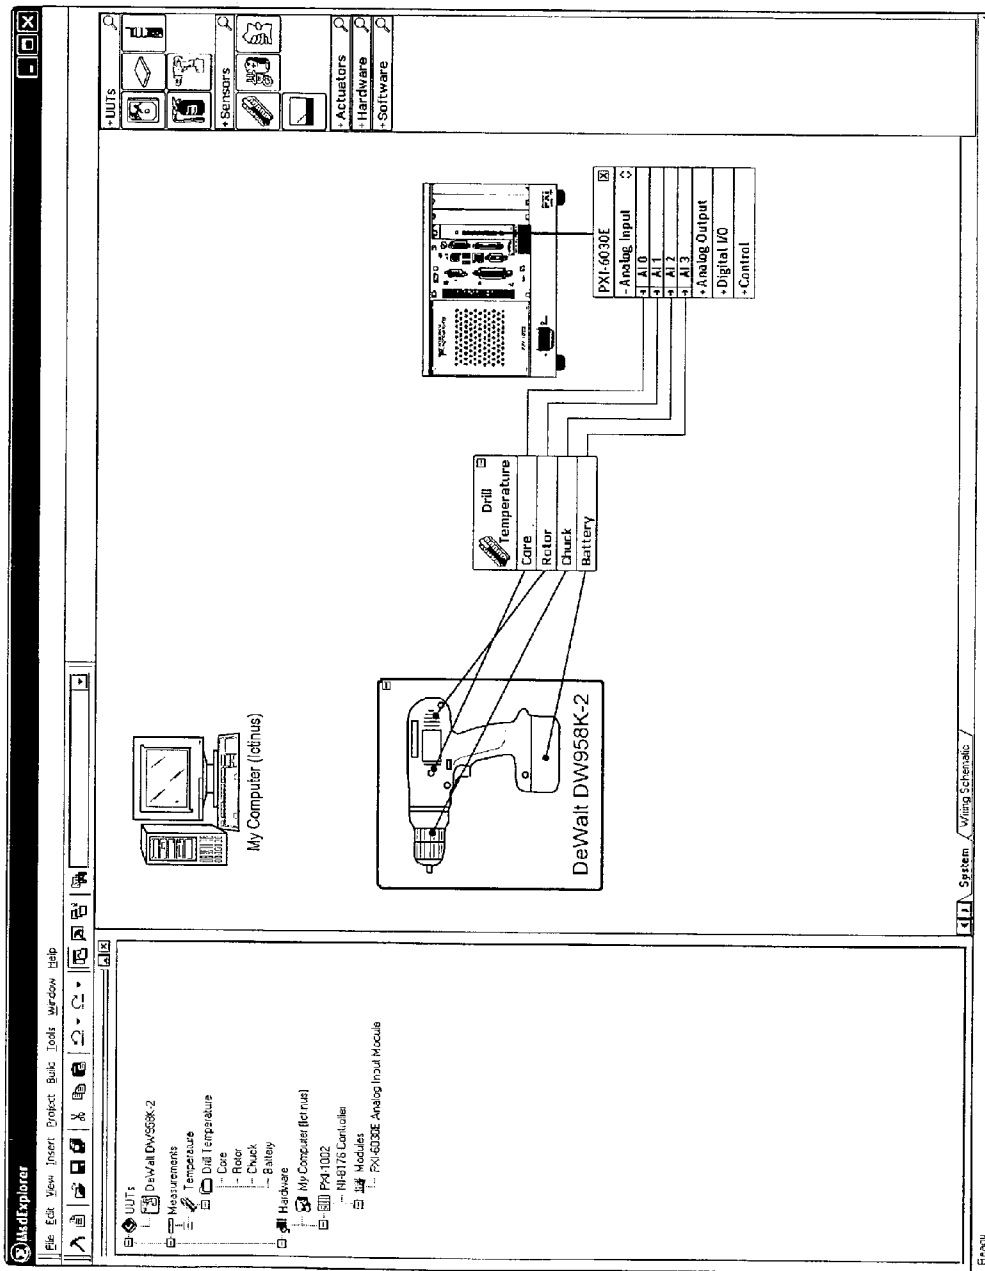 MsdExplorer
File Edit View Insert Project Build Tools Window Help
UUTs
DeWalt DW958K-2
Measurements
Temperature
Drill Temperature
Core
Rotor
Chuck
Battery
Hardware
My Computer (Ictinus)
PXI-1002
NI-8176 Controller
Modules
PXI-6030E Analog Input Module
My Computer (Ictinus)
DeWalt DW958K-2
Drill
Temperature
Core
Rotor
Chuck
Battery
PXI
PXI-6030E
- Analog Input
AI 0
AI 1
AI 2
AI 3
+ Analog Output
+ Digital I/O
+ Control
+ UUTs
+ Sensors
+ Actuators
+ Hardware
+ Software
System
Wiring Schematic
Ready